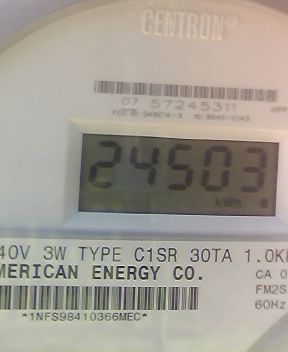 CENTRON®
07 57245311
24503
kWh
40V 3W TYPE C1SR 30TA 1.0K
MERICAN ENERGY CO.
CA 0
FM2S
60Hz
*1NFS98410366MEC*